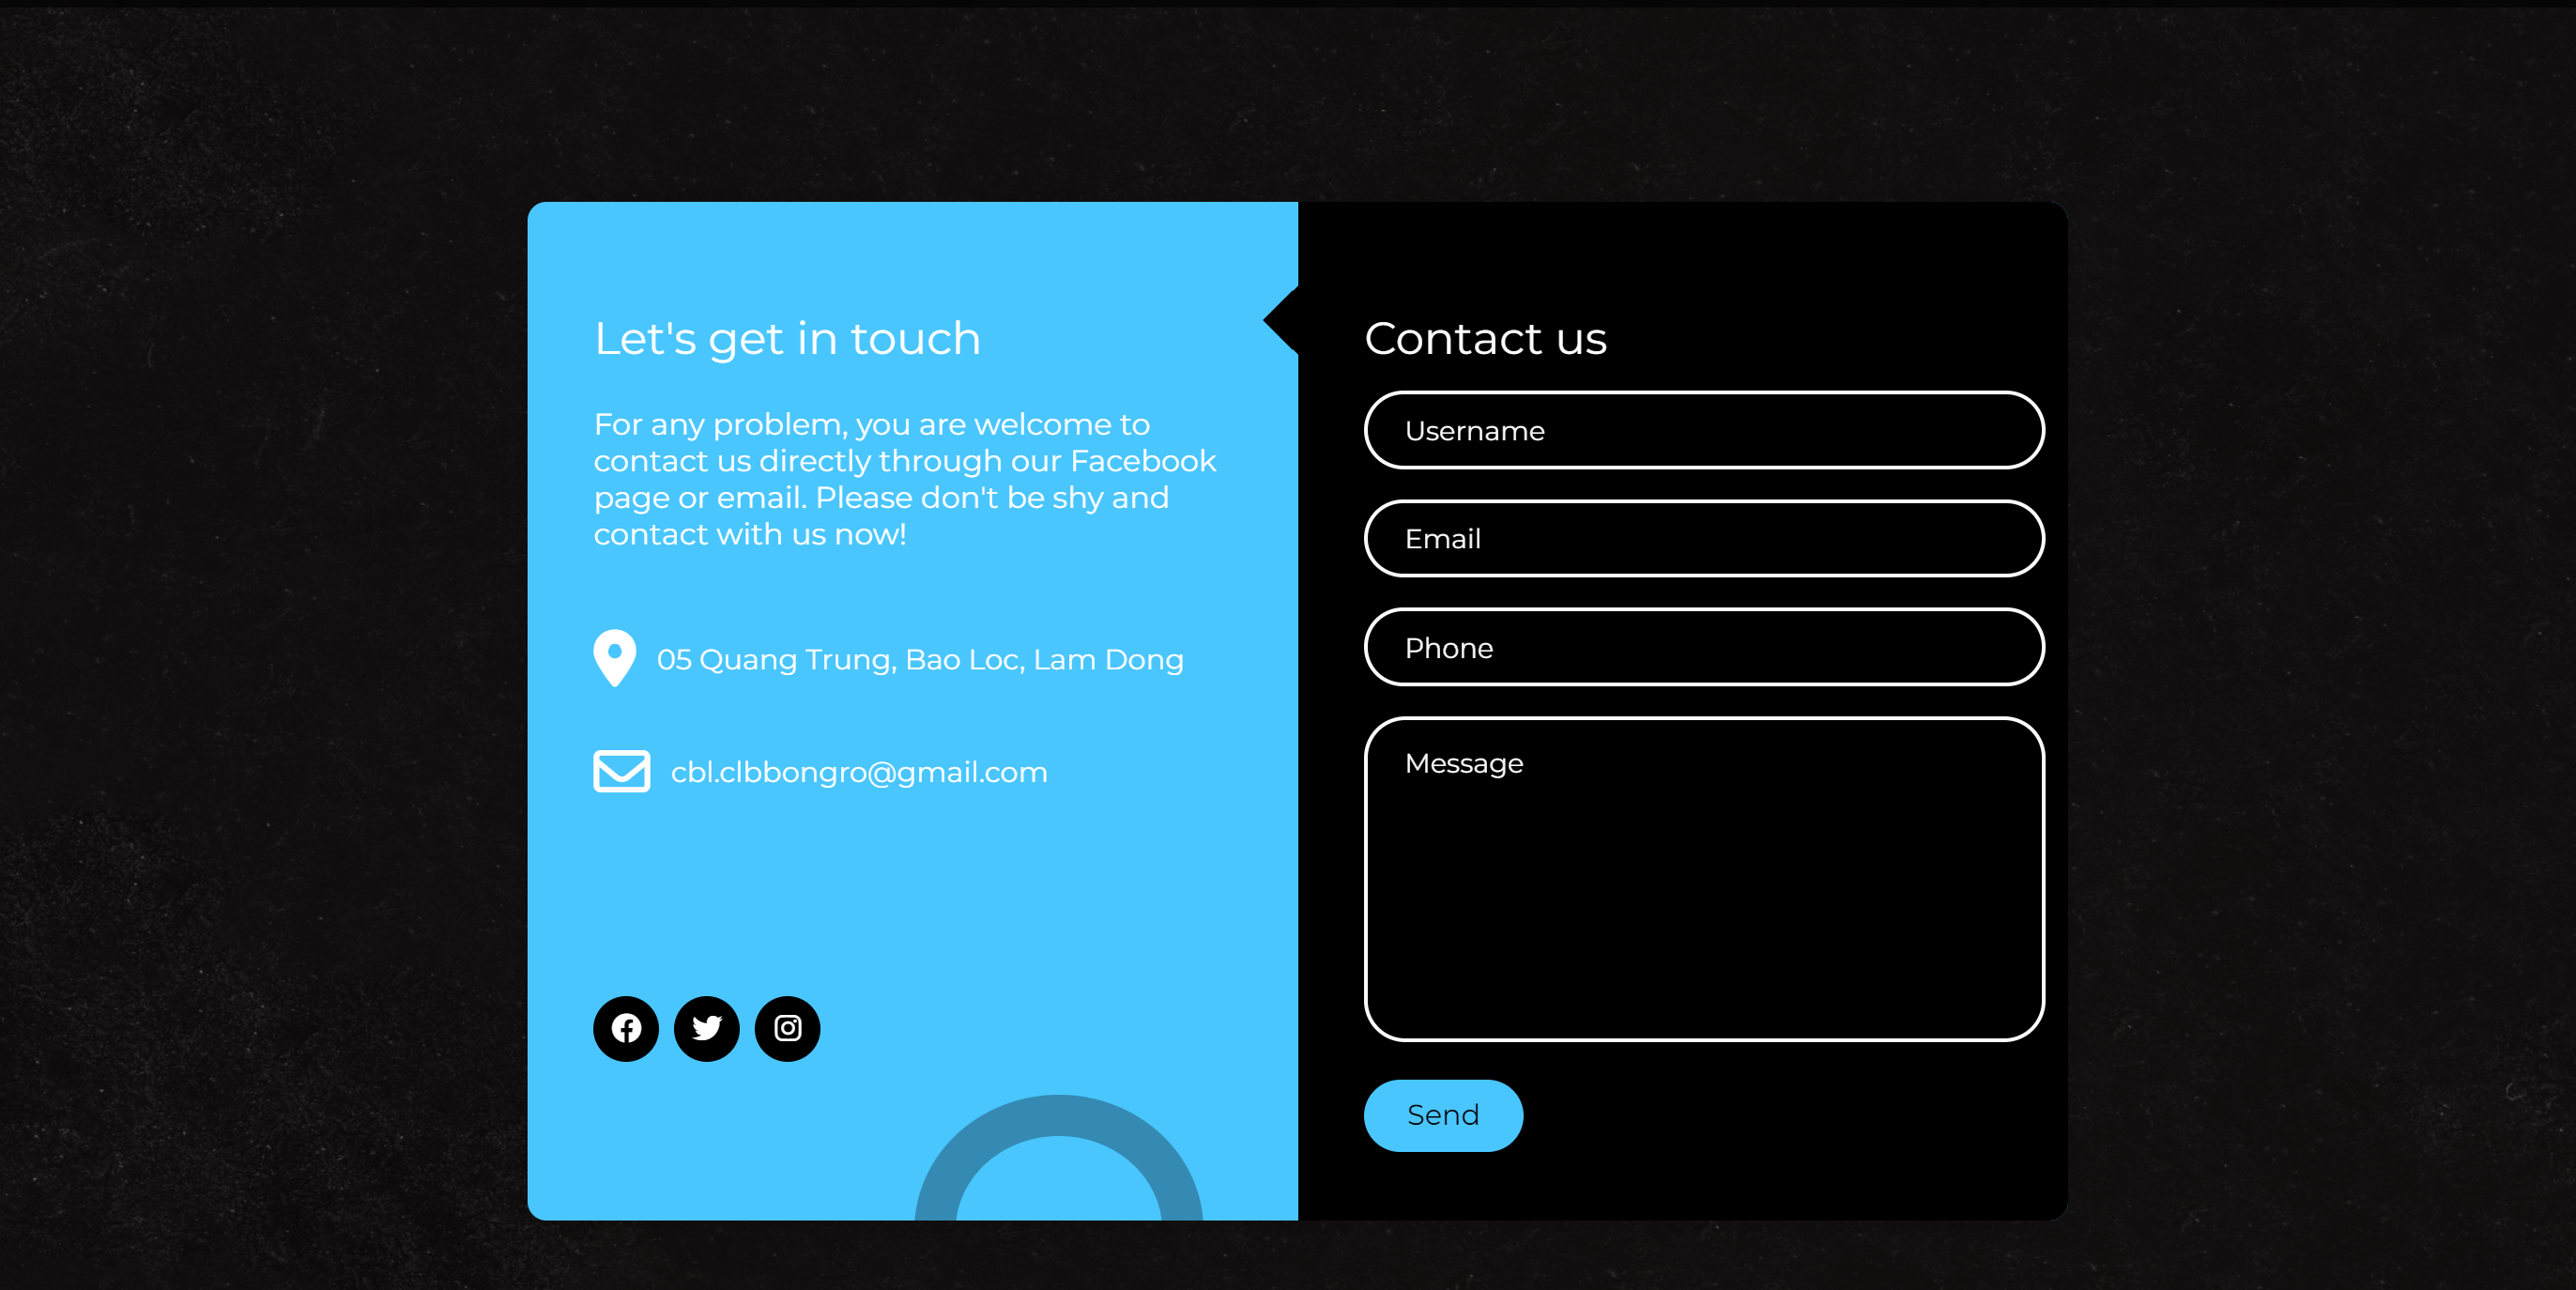 Let's get in touch
For any problem, you are welcome to
contact us directly through our Facebook
page or email. Please don't be shy and
contact with us now!
05 Quang Trung, Bao Loc, Lam Dong
cbl.clbbongro@gmail.com
Contact us
Username
Email
Phone
Message
Send